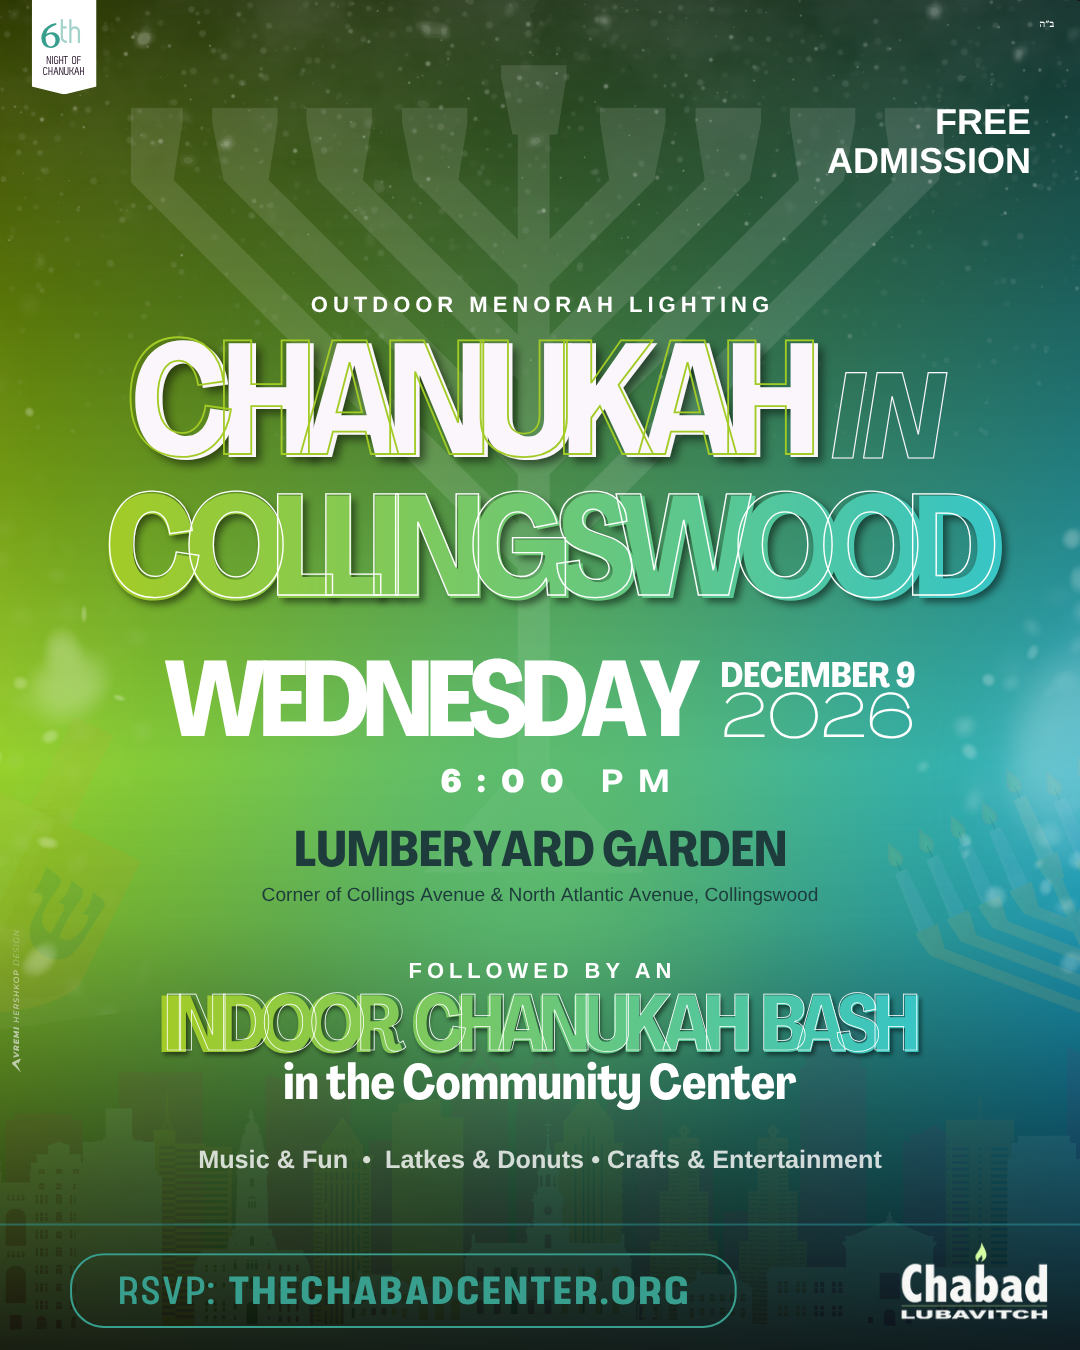 6th
NIGHT OF
CHANUKAH
ב״ה
FREE
ADMISSION
OUTDOOR MENORAH LIGHTING
CHANUKAH IN
COLLINGSWOOD
WEDNESDAY DECEMBER 9
2026
6:00 PM
LUMBERYARD GARDEN
Corner of Collings Avenue & North Atlantic Avenue, Collingswood
FOLLOWED BY AN
INDOOR CHANUKAH BASH
in the Community Center
Music & Fun • Latkes & Donuts • Crafts & Entertainment
RSVP: THECHABADCENTER.ORG
Chabad
LUBAVITCH
AVREMI HERSHKOP DESIGN
ש